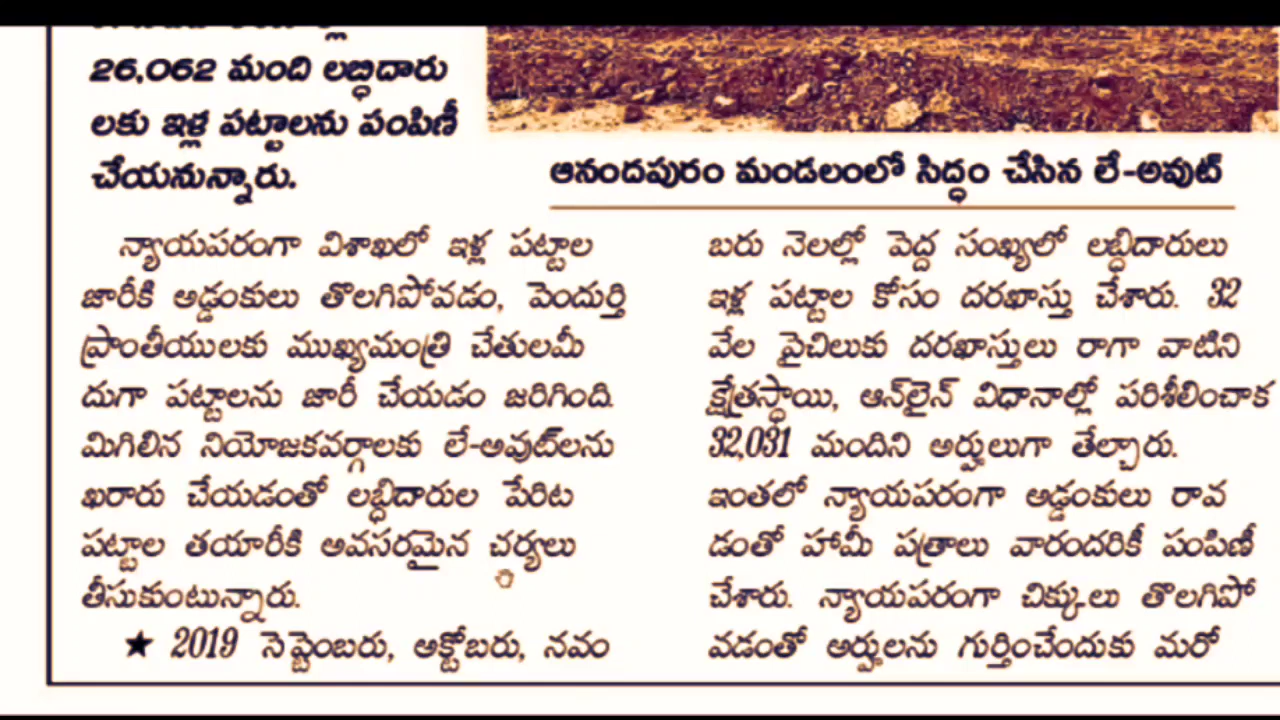 26,062 మంది లబ్ధిదారు
లకు ఇళ్ల పట్టాలను పంపిణీ
చేయనున్నారు.
ఆనందపురం మండలంలో సిద్ధం చేసిన లే-అవుట్
న్యాయపరంగా విశాఖలో ఇళ్ల పట్టాల
జారీకి అడ్డంకులు తొలగిపోవడం, పెందుర్తి
ప్రాంతీయులకు ముఖ్యమంత్రి చేతులమీ
దుగా పట్టాలను జారీ చేయడం జరిగింది.
మిగిలిన నియోజకవర్గాలకు లే-అవుట్‌లను
ఖరారు చేయడంతో లబ్ధిదారుల పేరిట
పట్టాల తయారీకి అవసరమైన చర్యలు
తీసుకుంటున్నారు.
★ 2019 సెప్టెంబరు, అక్టోబరు, నవం
బరు నెలల్లో పెద్ద సంఖ్యలో లబ్ధిదారులు
ఇళ్ల పట్టాల కోసం దరఖాస్తు చేశారు. 32
వేల పైచిలుకు దరఖాస్తులు రాగా వాటిని
క్షేత్రస్థాయి, ఆన్‌లైన్ విధానాల్లో పరిశీలించాక
32,031 మందిని అర్హులుగా తేల్చారు.
ఇంతలో న్యాయపరంగా అడ్డంకులు రావ
డంతో హామీ పత్రాలు వారందరికీ పంపిణీ
చేశారు. న్యాయపరంగా చిక్కులు తొలగిపో
వడంతో అర్హులను గుర్తించేందుకు మరో